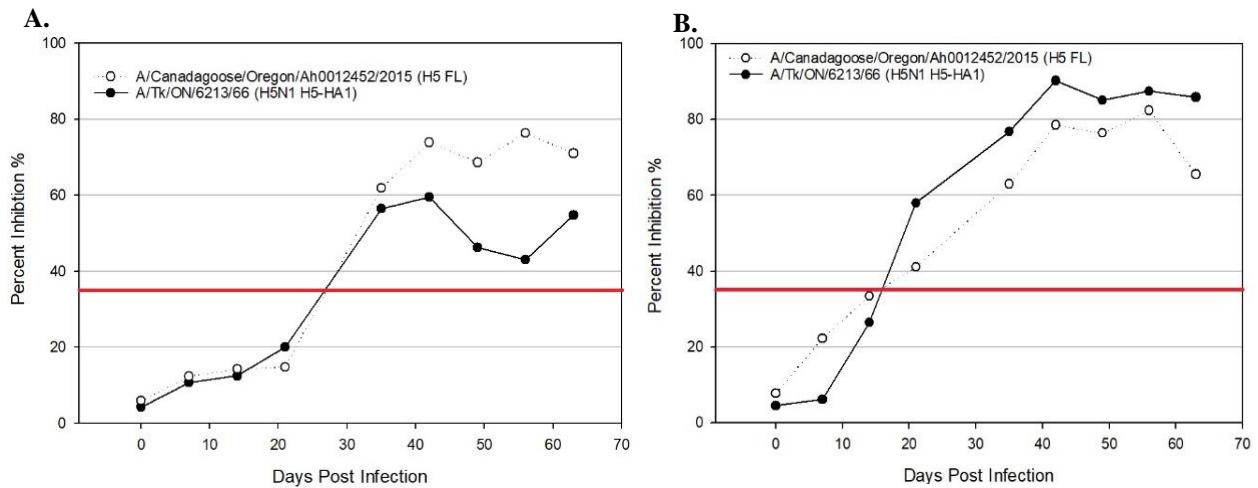 A.
100
80
60
40
20
0
Percent Inhibtion %
A/Canadagoose/Oregon/Ah0012452/2015 (H5 FL)
A/Tk/ON/6213/66 (H5N1 H5-HA1)
0 10 20 30 40 50 60 70
Days Post Infection
B.
100
80
60
40
20
0
Percent Inhibition %
A/Canadagoose/Oregon/Ah0012452/2015 (H5 FL)
A/Tk/ON/6213/66 (H5N1 H5-HA1)
0 10 20 30 40 50 60 70
Days Post Infection